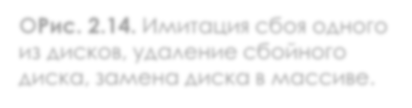 ОРис. 2.14. Имитация сбоя одного
из дисков, удаление сбойного
диска, замена диска в массиве.